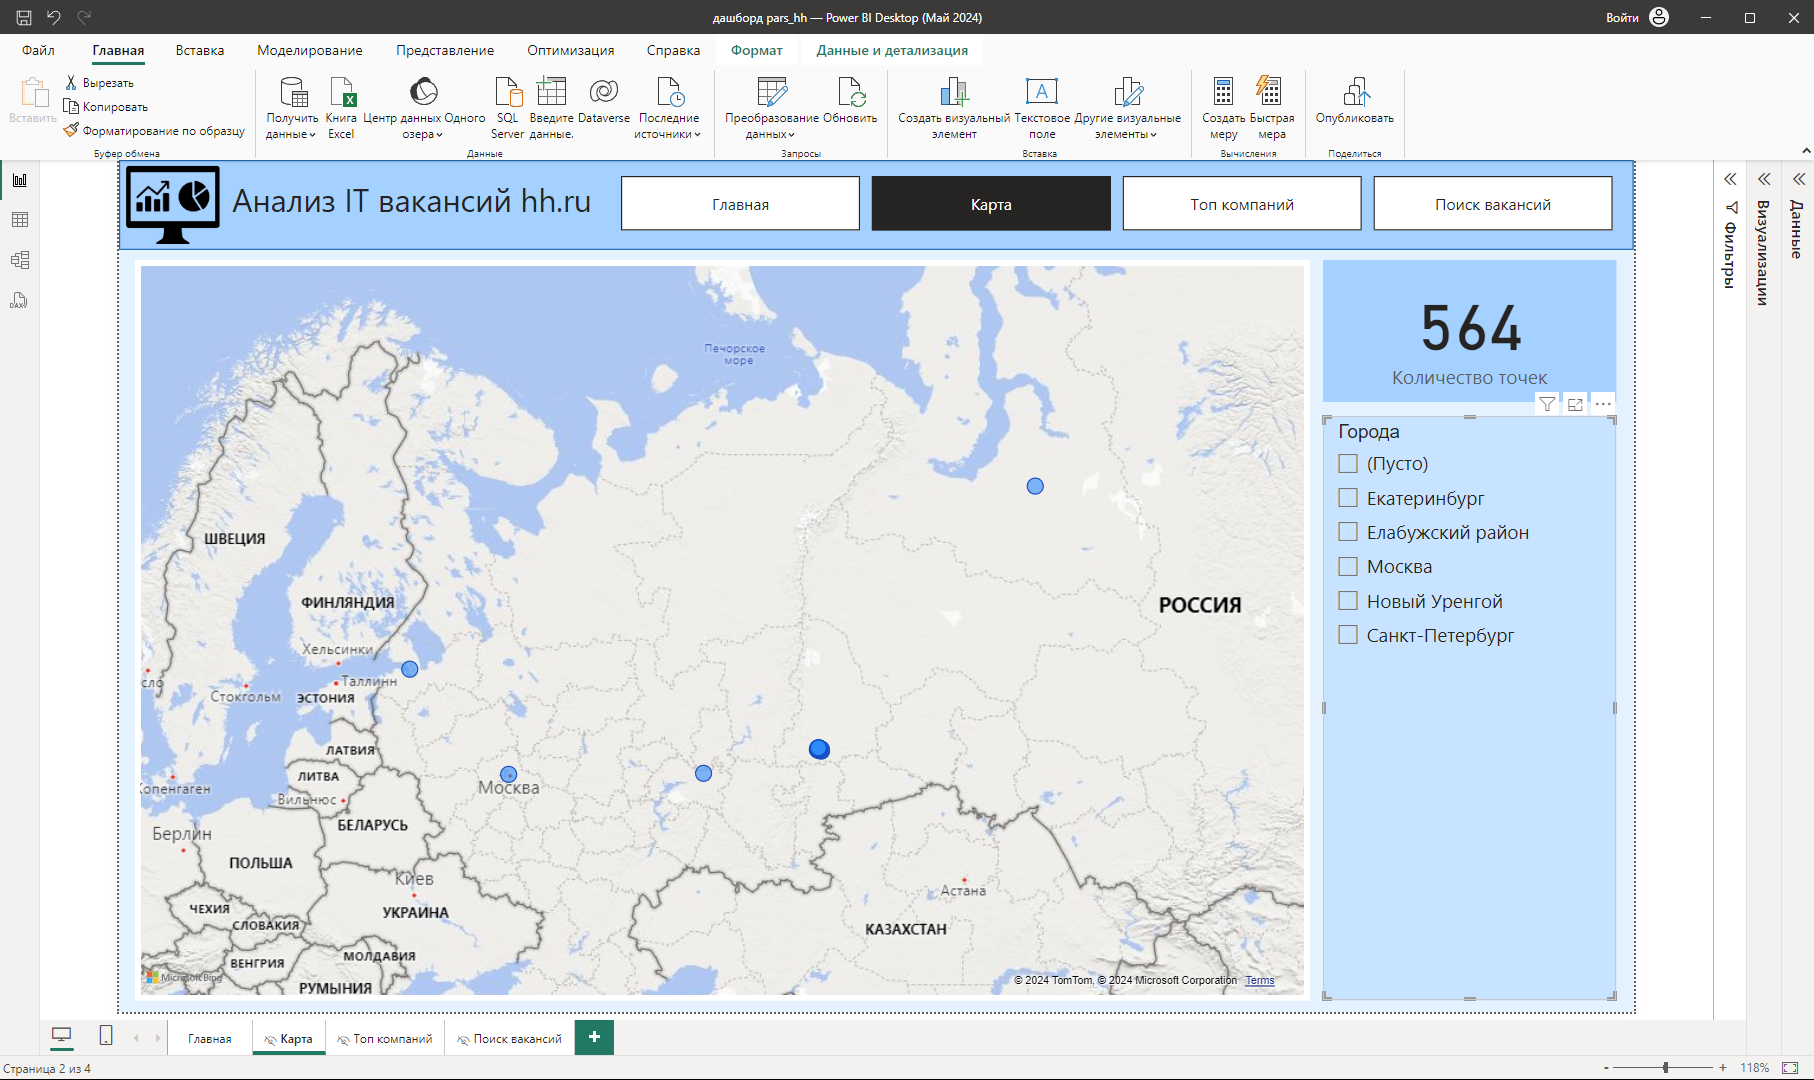 дашборд pars_hh — Power BI Desktop (Май 2024)
Войти
Файл
Главная
Вставка
Моделирование
Представление
Оптимизация
Справка
Формат
Данные и детализация
Вставить
Вырезать
Копировать
Форматирование по образцу
Буфер обмена
Получить данные
Книга Excel
Центр данных Одного озера
SQL Server
Введите данные.
Dataverse
Последние источники
Данные
Преобразование данных
Обновить
Запросы
Создать визуальный элемент
Текстовое поле
Другие визуальные элементы
Вставка
Создать меру
Быстрая мера
Вычисления
Опубликовать
Поделиться
Анализ IT вакансий hh.ru
Главная
Карта
Топ компаний
Поиск вакансий
Фильтры
Визуализации
Данные
Печорское
море
ШВЕЦИЯ
ФИНЛЯНДИЯ
РОССИЯ
Хельсинки
сло
Таллинн
Стокгольм
ЭСТОНИЯ
ЛАТВИЯ
ЛИТВА
Копенгаген
Вильнюс
Москва
БЕЛАРУСЬ
Берлин
ПОЛЬША
Киев
Астана
ЧЕХИЯ
УКРАИНА
СЛОВАКИЯ
КАЗАХСТАН
ВЕНГРИЯ
МОЛДАВИЯ
Microsoft Bing
РУМЫНИЯ
© 2024 TomTom, © 2024 Microsoft Corporation Terms
564
Количество точек
Города
(Пусто)
Екатеринбург
Елабужский район
Москва
Новый Уренгой
Санкт-Петербург
Главная
Карта
Топ компаний
Поиск вакансий
Страница 2 из 4
118%